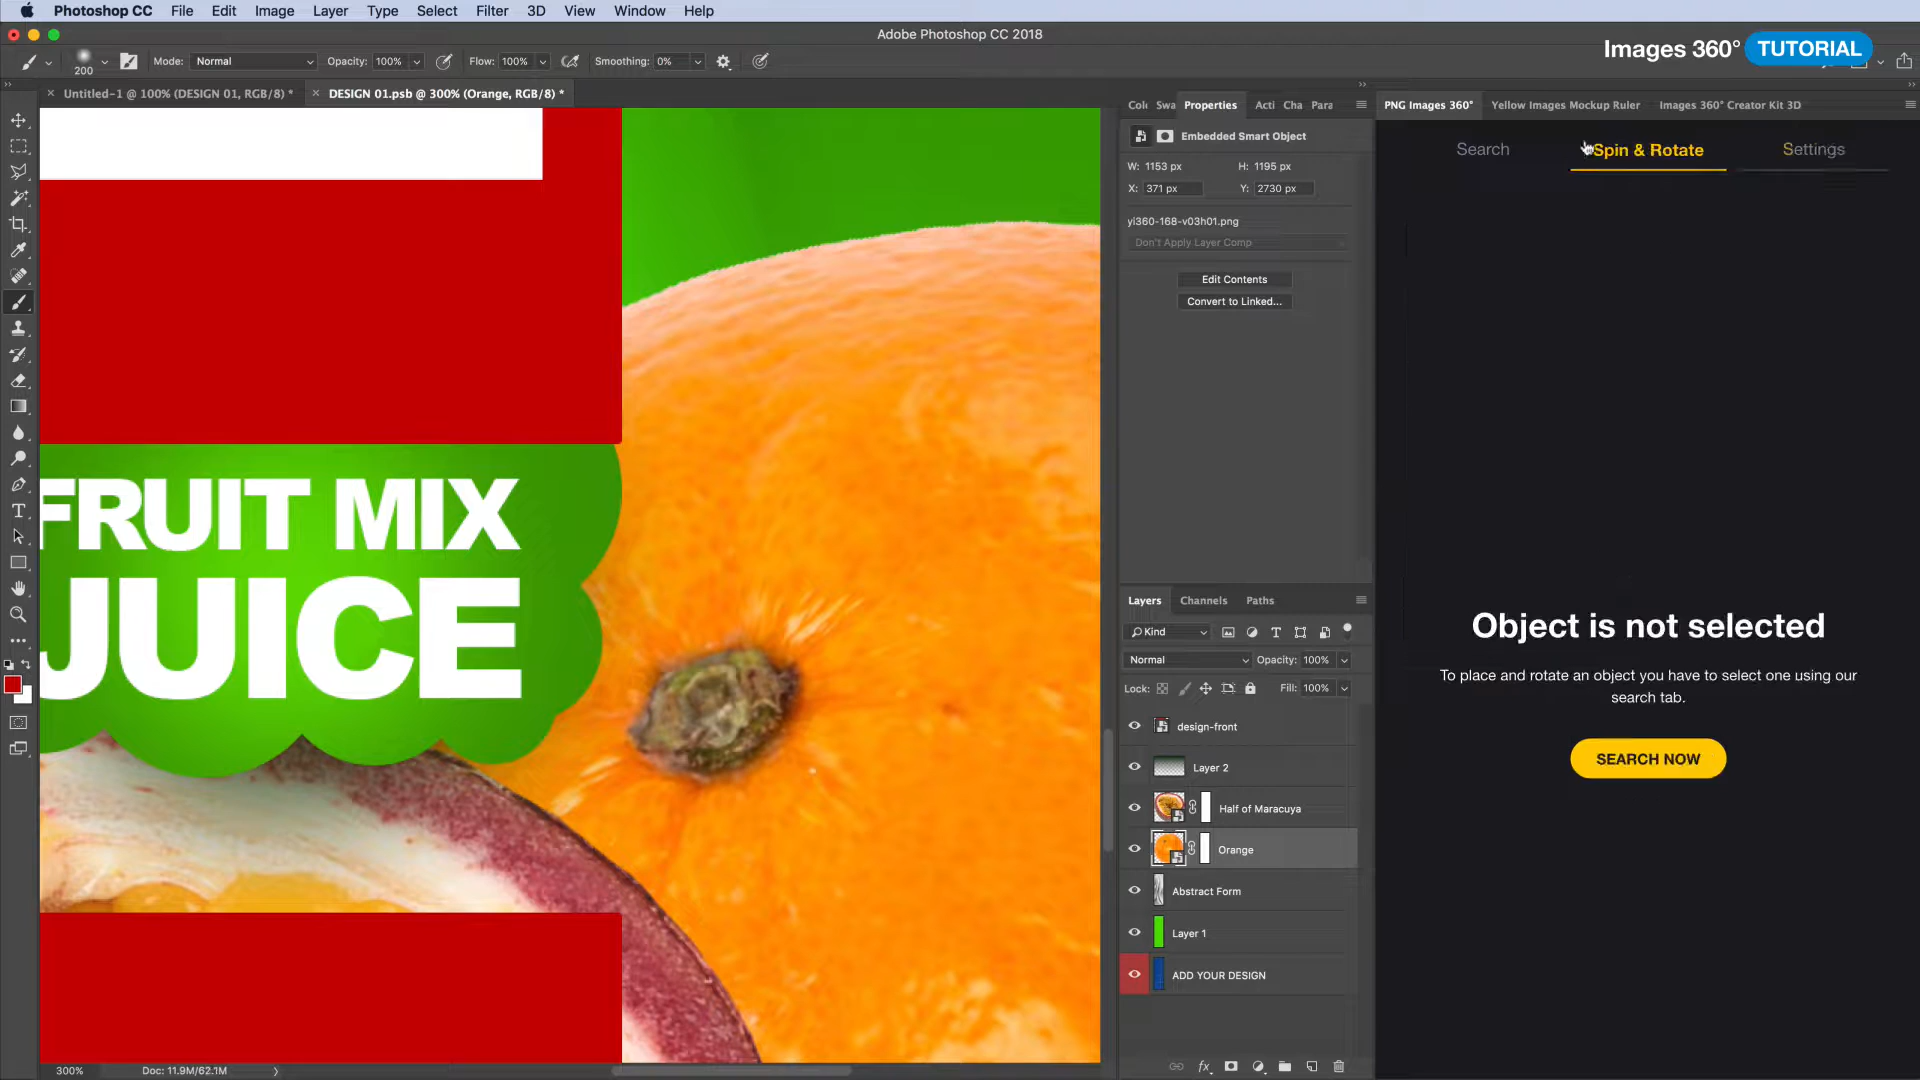 Photoshop CC File Edit Image Layer Type Select Filter 3D View Window Help
Adobe Photoshop CC 2018
Images 360° TUTORIAL
200 Mode: Normal Opacity: 100% Flow: 100% Smoothing: 0%
Untitled-1 @ 100% (DESIGN 01, RGB/8) *
DESIGN 01.psb @ 300% (Orange, RGB/8) *
Swa Properties Acti Cha Para
PNG Images 360° Yellow Images Mockup Ruler Images 360° Creator Kit 3D
Embedded Smart Object
W: 1153 px H: 1195 px
X: 371 px Y: 2730 px
yi360-168-v03h01.png
Don't Apply Layer Comp
Edit Contents
Convert to Linked...
Search Spin & Rotate Settings
FRUIT MIX
JUICE
Layers Channels Paths
Kind
Normal Opacity: 100%
Lock: Fill: 100%
design-front
Layer 2
Half of Maracuya
Orange
Abstract Form
Layer 1
ADD YOUR DESIGN
Object is not selected
To place and rotate an object you have to select one using our
search tab.
SEARCH NOW
300% Doc: 11.9M/62.1M